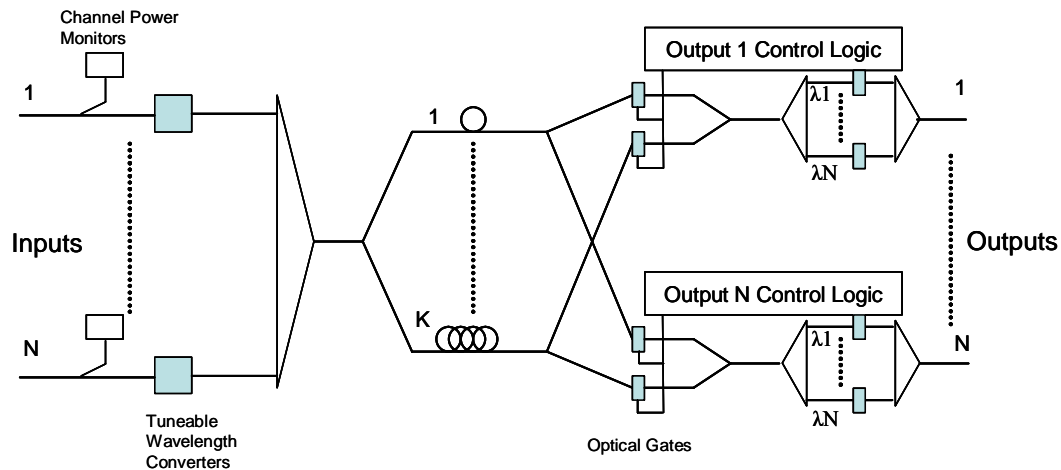 Channel Power
Monitors
1
Inputs
N
Tuneable
Wavelength
Converters
1
K
Optical Gates
Output 1 Control Logic
λ1
λN
1
Outputs
Output N Control Logic
λ1
λN
N